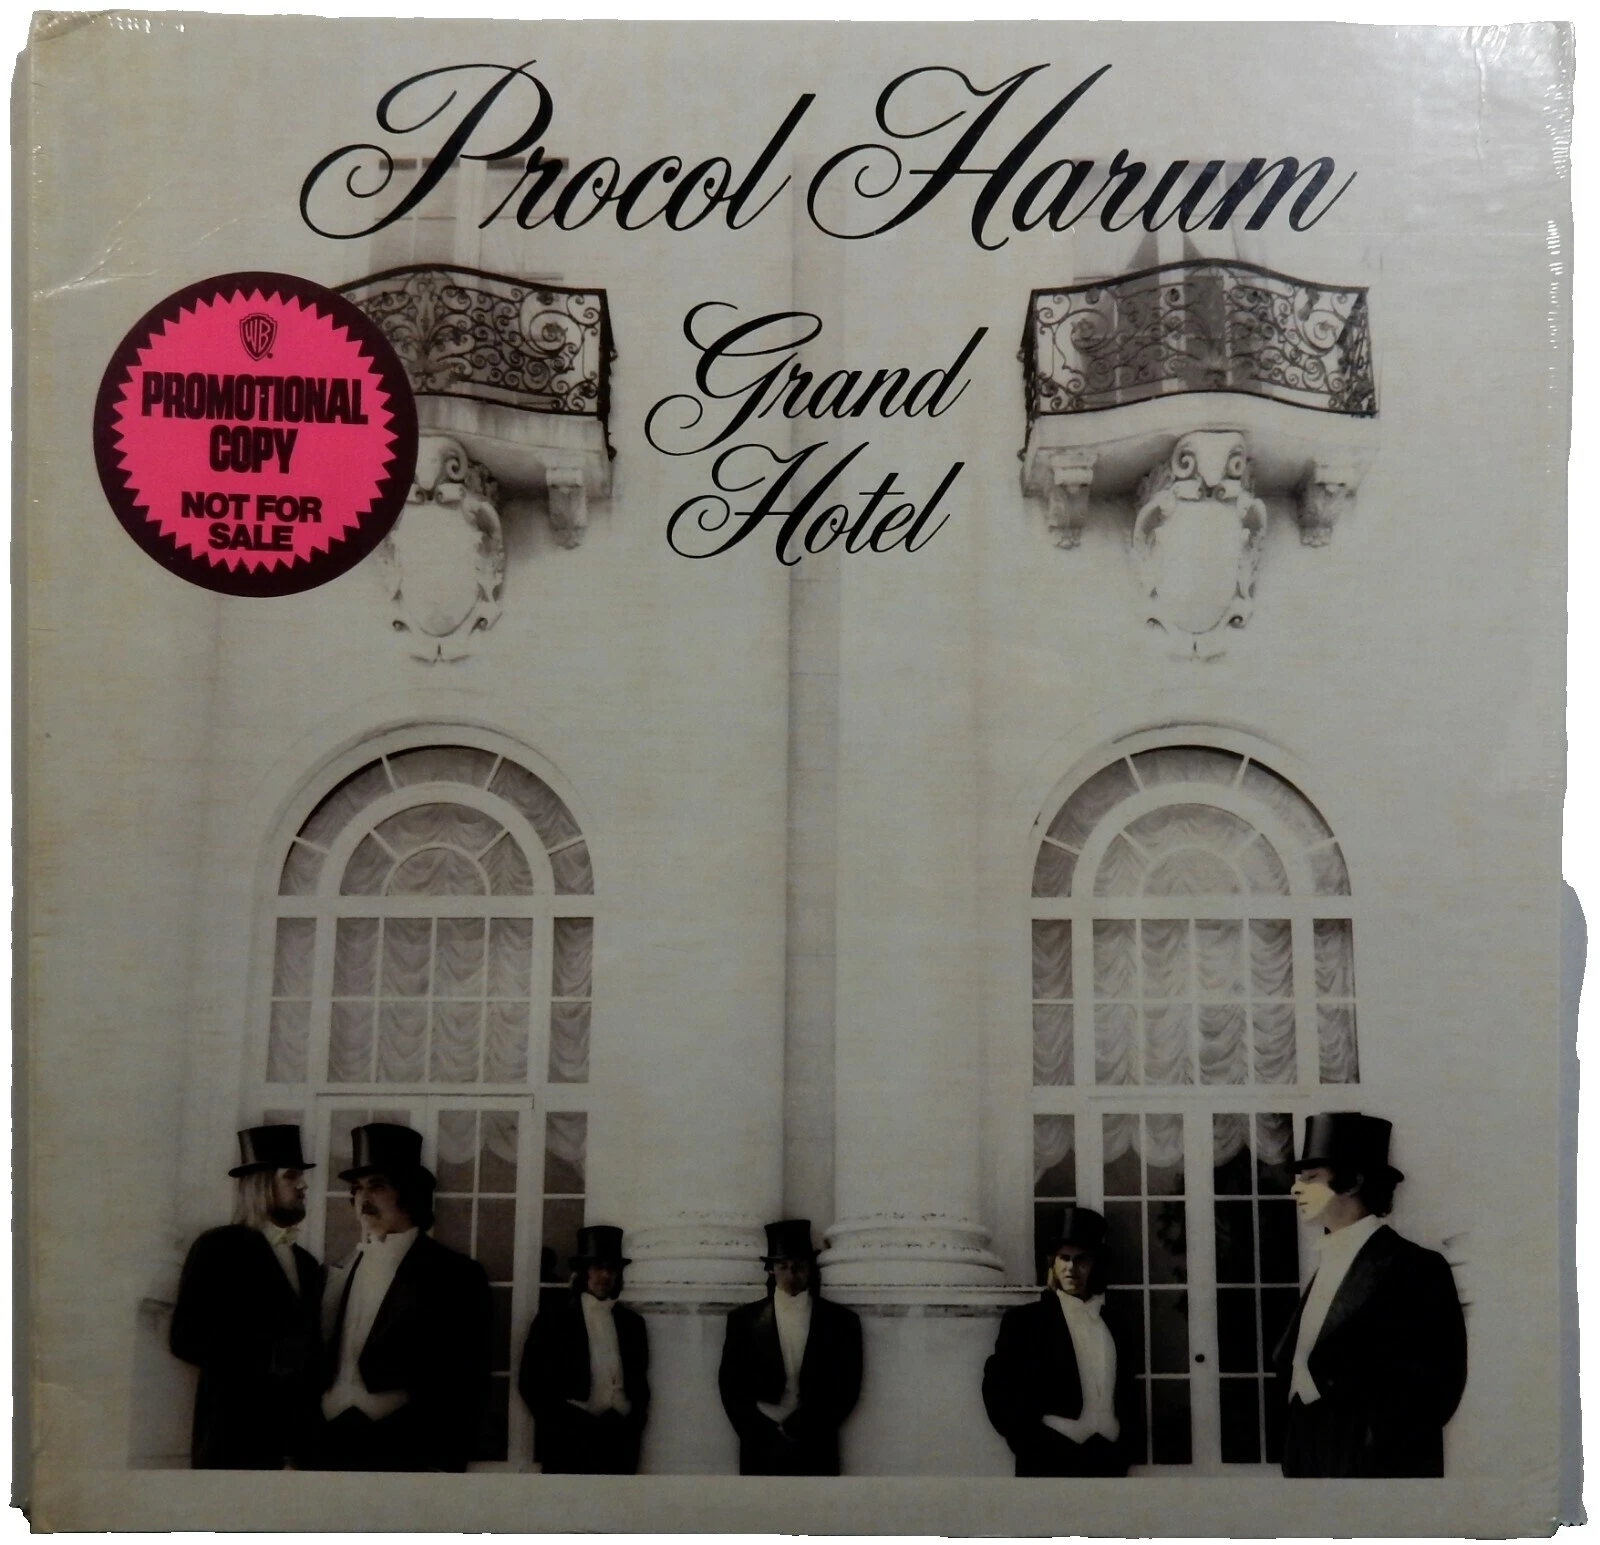 Procol Harum
Grand
Hotel
WB
PROMOTIONAL
COPY
NOT FOR
SALE